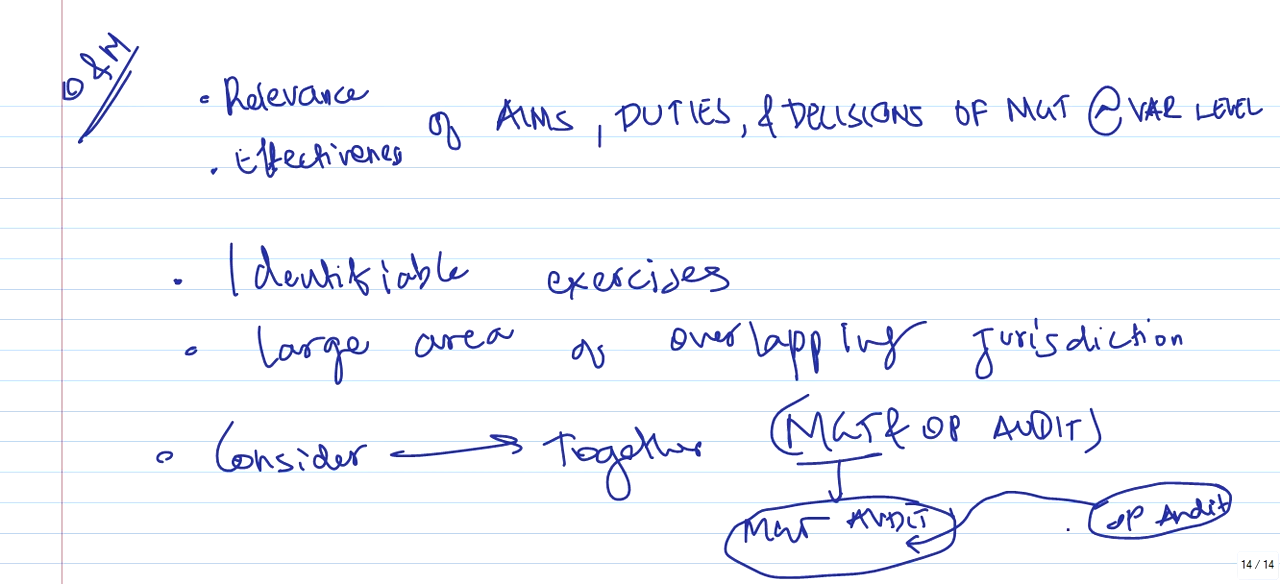 O & M
• Relevance
of AIMS, DUTIES, & DECISIONS OF MGT @ VAR LEVEL
• Effectiveness
• Identifiable exercises
• Large area of overlapping jurisdiction
• Consider ⟷ Together (MGT & OP AUDIT)
MGT AUDIT
OP Audit
14 / 14